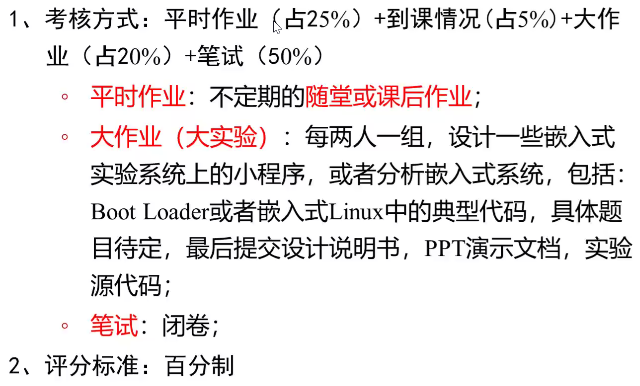 1、考核方式：平时作业（占25%）+到课情况(占5%)+大作
业（占20%）+笔试（50%）
◦ 平时作业：不定期的随堂或课后作业；
◦ 大作业（大实验）：每两人一组，设计一些嵌入式
实验系统上的小程序，或者分析嵌入式系统，包括：
Boot Loader或者嵌入式Linux中的典型代码，具体题
目待定，最后提交设计说明书，PPT演示文档，实验
源代码；
◦ 笔试：闭卷；
2、评分标准：百分制